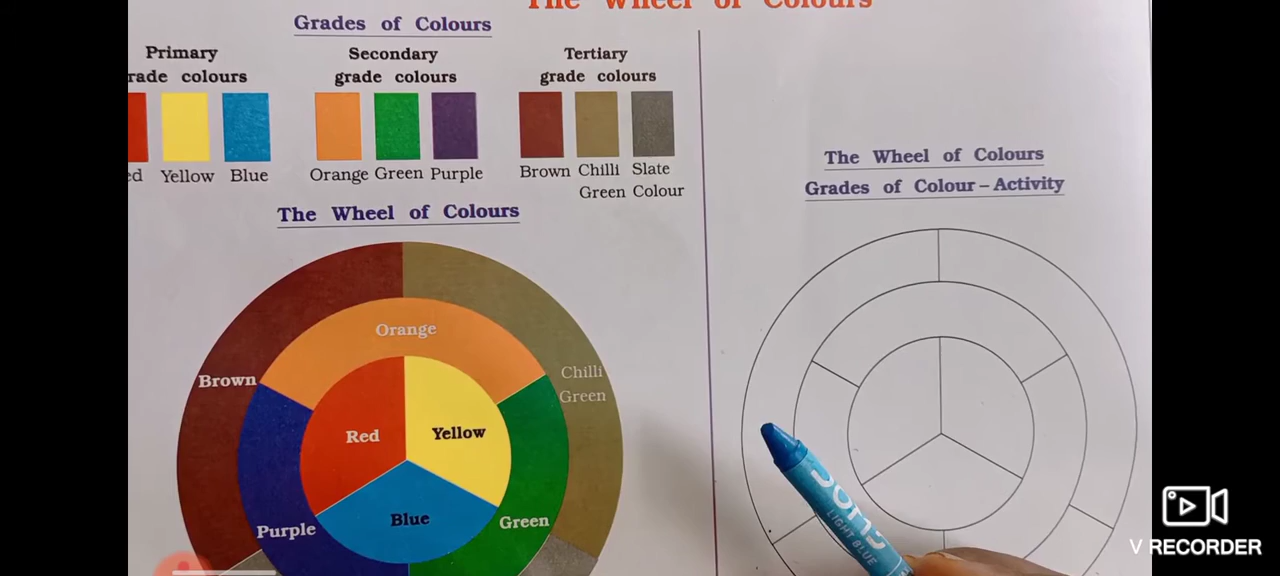 The Wheel of Colours
Grades of Colours
Primary
rade colours
Secondary
grade colours
Tertiary
grade colours
ed Yellow Blue
Orange Green Purple
Brown Chilli Slate
Green Colour
The Wheel of Colours
Orange
Brown
Chilli
Green
Red
Yellow
Blue
Purple
Green
The Wheel of Colours
Grades of Colour – Activity
LIGHT BLUE
V RECORDER